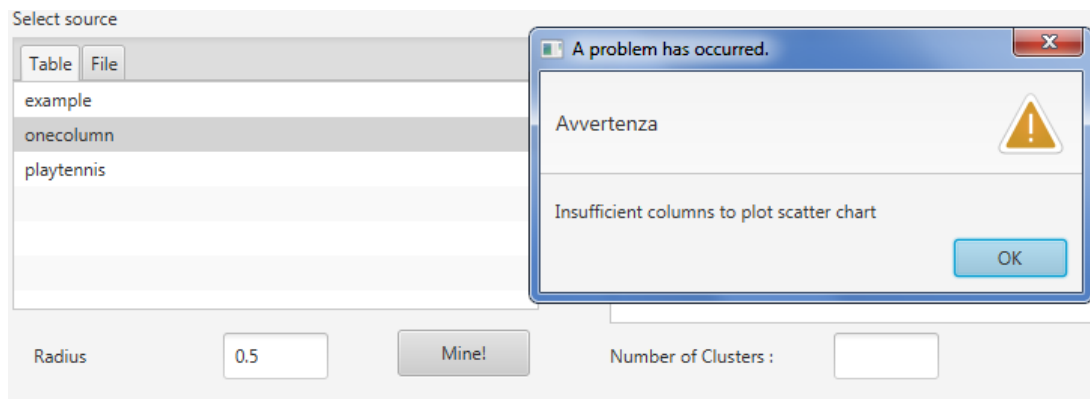 Select source
Table File
example
onecolumn
playtennis
Radius 0.5 Mine! Number of Clusters :
A problem has occurred.
Avvertenza
Insufficient columns to plot scatter chart
OK